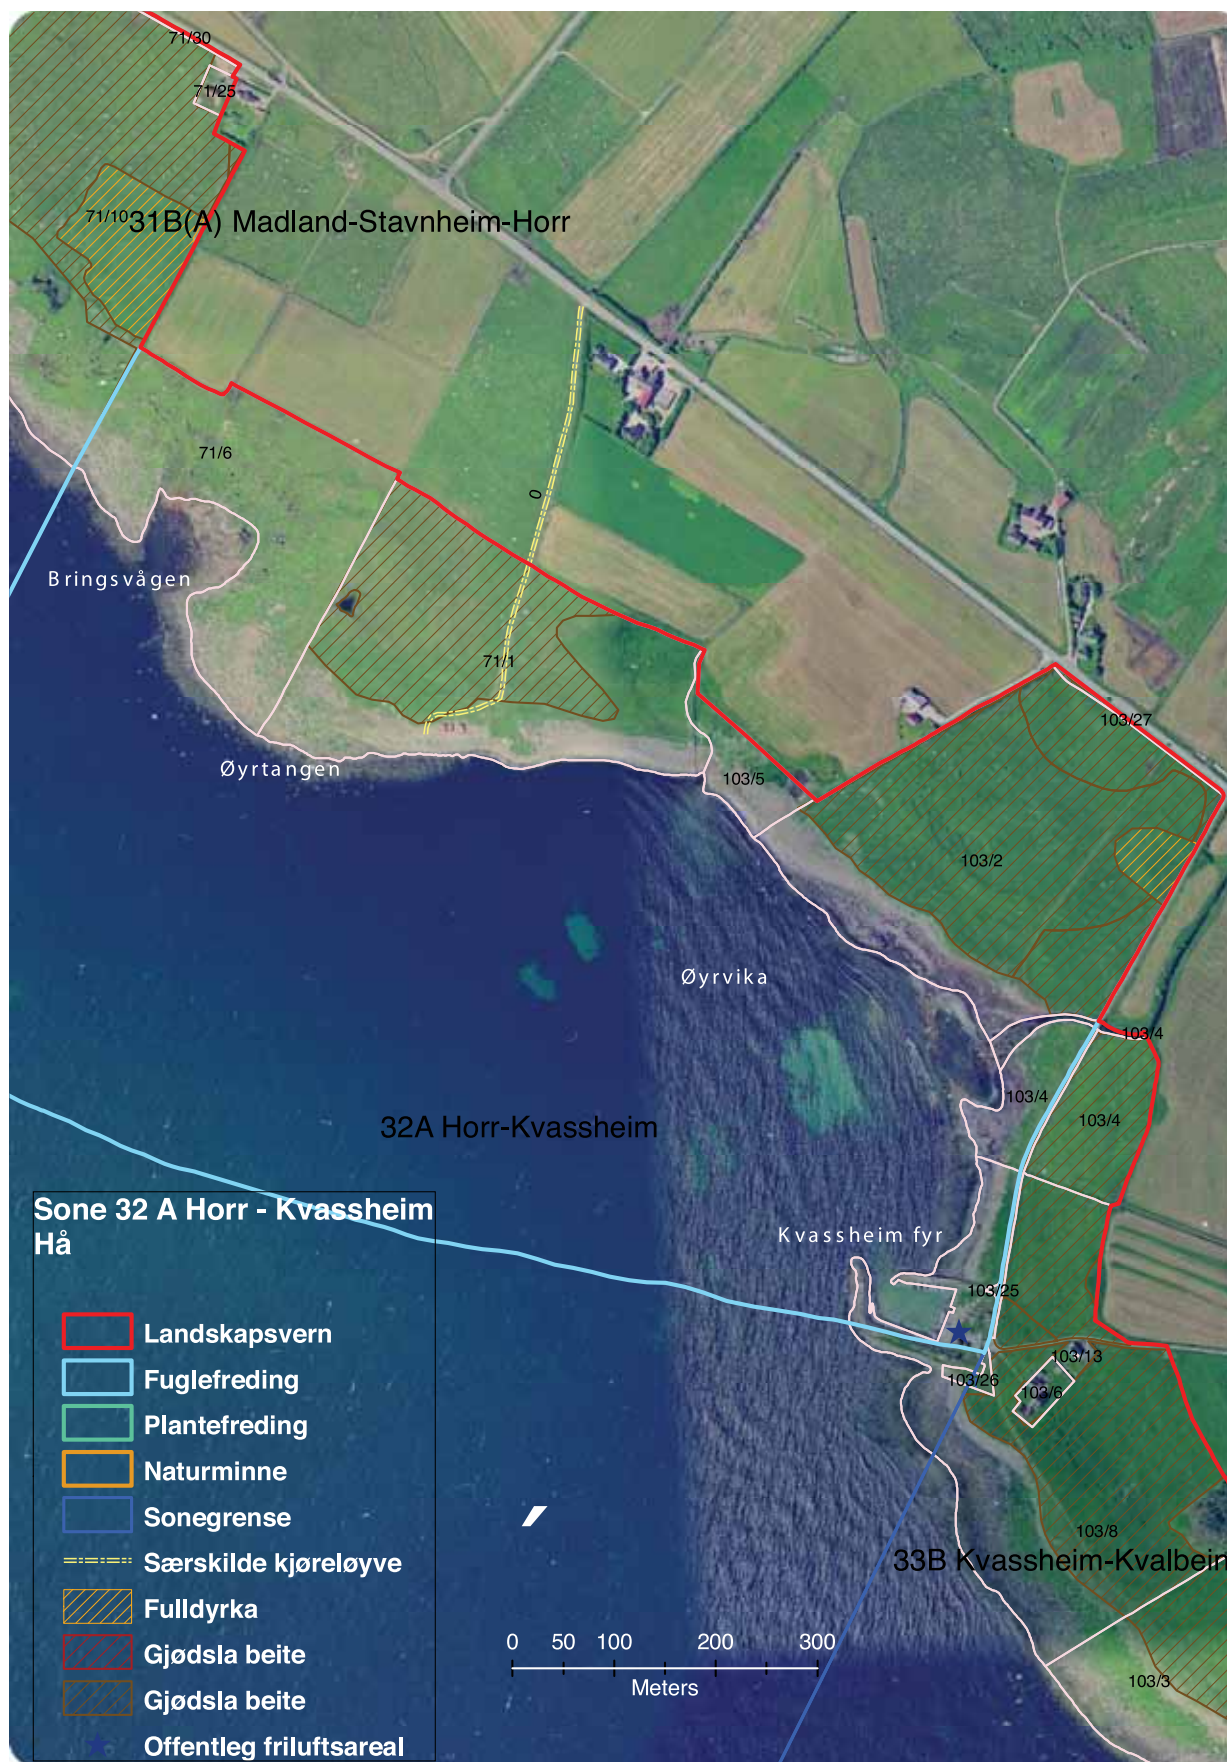 71/30
71/25
71/10
31B(A) Madland-Stavnheim-Horr
71/6
0
Bringsvågen
71/1
103/27
Øyrtangen
103/5
103/2
Øyrvika
103/4
103/4
103/4
32A Horr-Kvassheim
Kvassheim fyr
103/25
103/13
103/26
103/6
103/8
33B Kvassheim-Kvalbein
103/3
Sone 32 A Horr - Kvassheim
Hå
Landskapsvern
Fuglefreding
Plantefreding
Naturminne
Sonegrense
Særskilde kjøreløyve
Fulldyrka
Gjødsla beite
Gjødsla beite
Offentleg friluftsareal
0 50 100 200 300
Meters